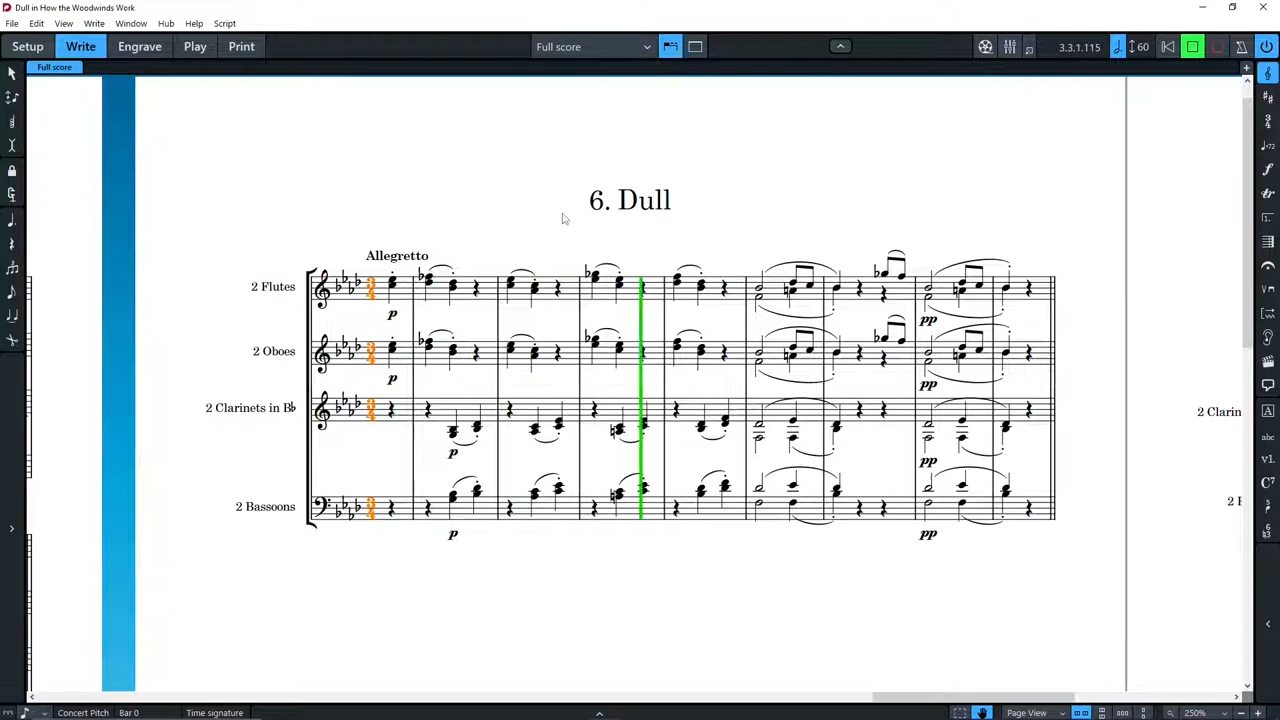 Dull in How the Woodwinds Work
File Edit View Write Window Hub Help Script
Setup Write Engrave Play Print Full score 3.3.1.115 60
Full score
6. Dull
Allegretto
2 Flutes
p
pp
2 Oboes
p
pp
2 Clarinets in B♭
p
pp
2 Clarin
2 Bassoons
p
pp
Concert Pitch Bar 0 Time signature Page View 250%